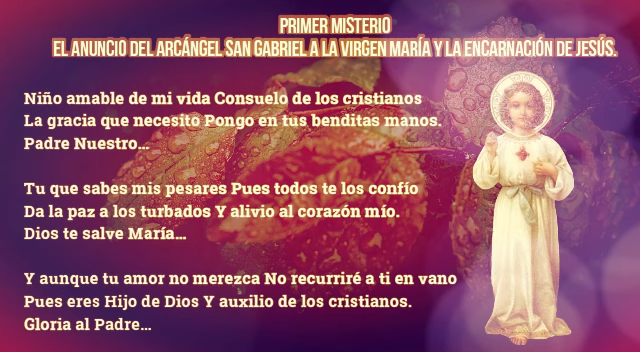 PRIMER MISTERIO
EL ANUNCIO DEL ARCÁNGEL SAN GABRIEL A LA VIRGEN MARÍA Y LA ENCARNACIÓN DE JESÚS.
Niño amable de mi vida Consuelo de los cristianos
La gracia que necesito Pongo en tus benditas manos.
Padre Nuestro...
Tu que sabes mis pesares Pues todos te los confío
Da la paz a los turbados Y alivio al corazón mío.
Dios te salve María...
Y aunque tu amor no merezca No recurriré a ti en vano
Pues eres Hijo de Dios Y auxilio de los cristianos.
Gloria al Padre...